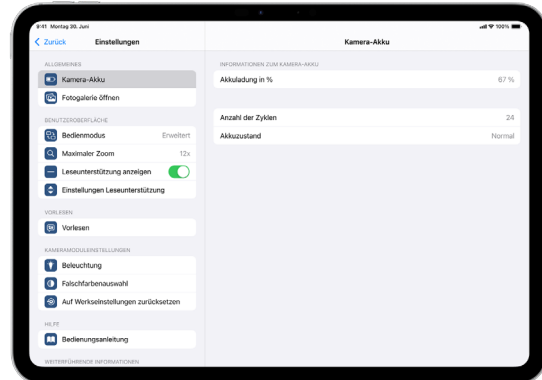 9:41 Montag 30. Juni
100%
Zurück
Einstellungen
Kamera-Akku
ALLGEMEINES
Kamera-Akku
Fotogalerie öffnen
BENUTZEROBERFLÄCHE
Bedienmodus Erweitert
Maximaler Zoom 12x
Leseunterstützung anzeigen
Einstellungen Leseunterstützung
VORLESEN
Vorlesen
KAMERAMODULEINSTELLUNGEN
Beleuchtung
Falschfarbenauswahl
Auf Werkseinstellungen zurücksetzen
HILFE
Bedienungsanleitung
WEITERFÜHRENDE INFORMATIONEN
INFORMATIONEN ZUM KAMERA-AKKU
Akkuladung in % 67 %
Anzahl der Zyklen 24
Akkuzustand Normal